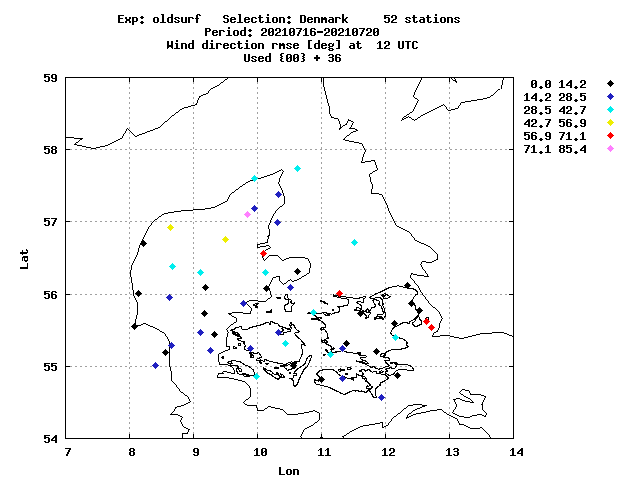 Exp: oldsurf   Selection: Denmark     52 stations
Period: 20210716-20210720
Wind direction rmse [deg] at  12 UTC
Used {00} + 36
0.0 14.2
14.2 28.5
28.5 42.7
42.7 56.9
56.9 71.1
71.1 85.4
59
58
57
56
55
54
Lat
7 8 9 10 11 12 13 14
Lon